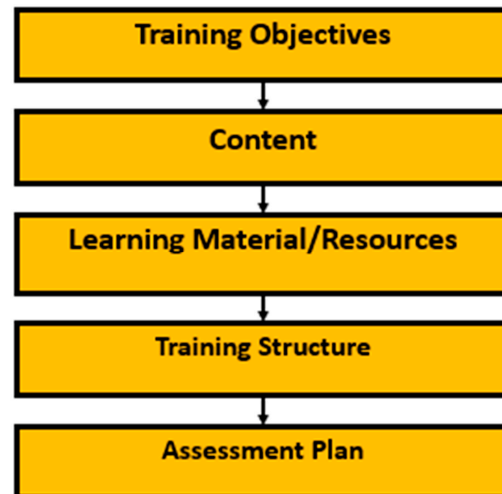 Training Objectives
Content
Learning Material/Resources
Training Structure
Assessment Plan